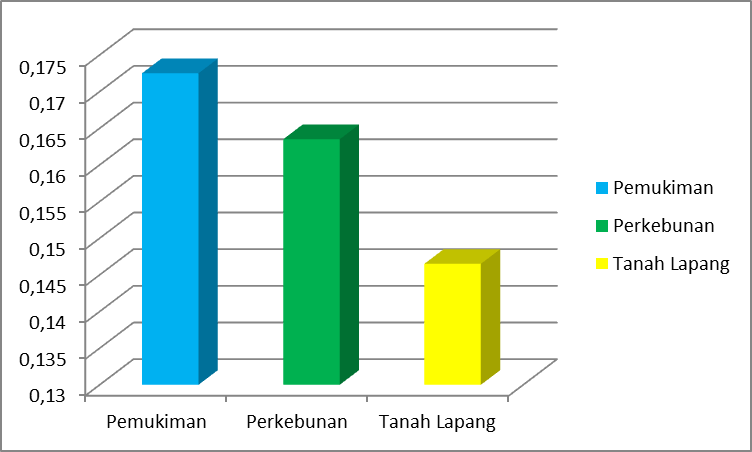 0,175
0,17
0,165
0,16
0,155
0,15
0,145
0,14
0,135
0,13
Pemukiman Perkebunan Tanah Lapang
Pemukiman
Perkebunan
Tanah Lapang